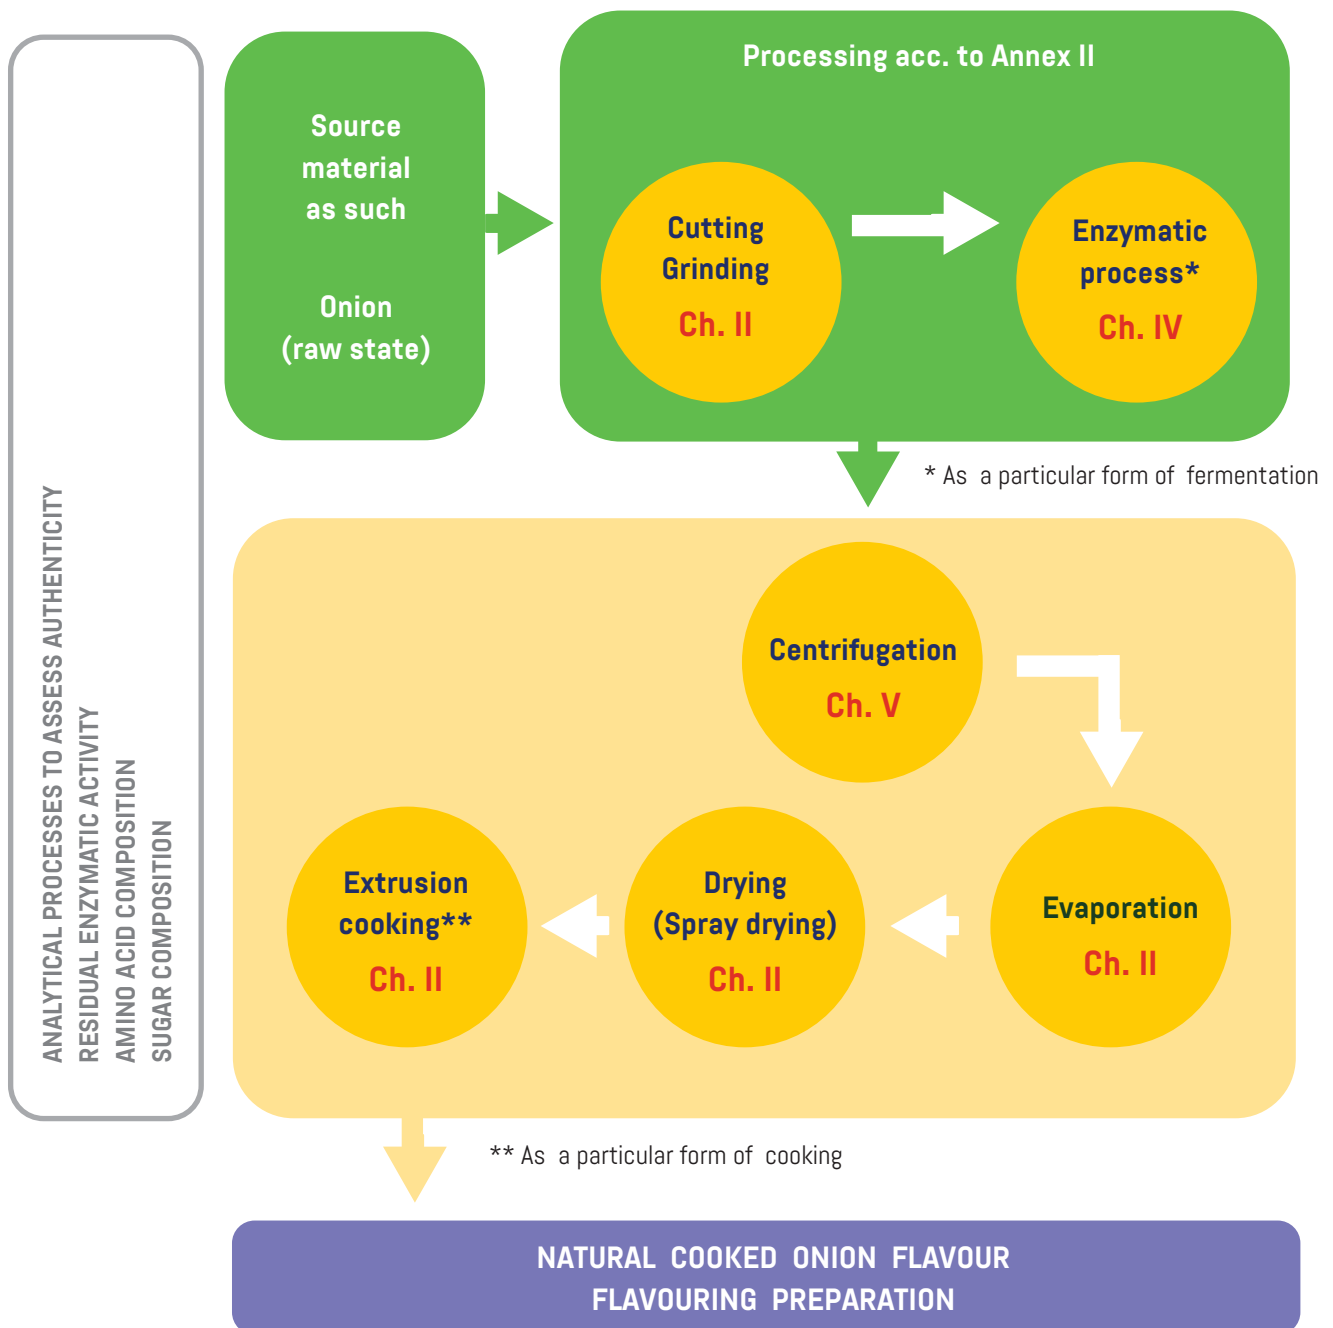 ANALYTICAL PROCESSES TO ASSESS AUTHENTICITY
RESIDUAL ENZYMATIC ACTIVITY
AMINO ACID COMPOSITION
SUGAR COMPOSITION
Source
material
as such
Onion
(raw state)
Processing acc. to Annex II
Cutting
Grinding
Ch. II
Enzymatic
process*
Ch. IV
* As a particular form of fermentation
Centrifugation
Ch. V
Evaporation
Ch. II
Drying
(Spray drying)
Ch. II
Extrusion
cooking**
Ch. II
** As a particular form of cooking
NATURAL COOKED ONION FLAVOUR
FLAVOURING PREPARATION